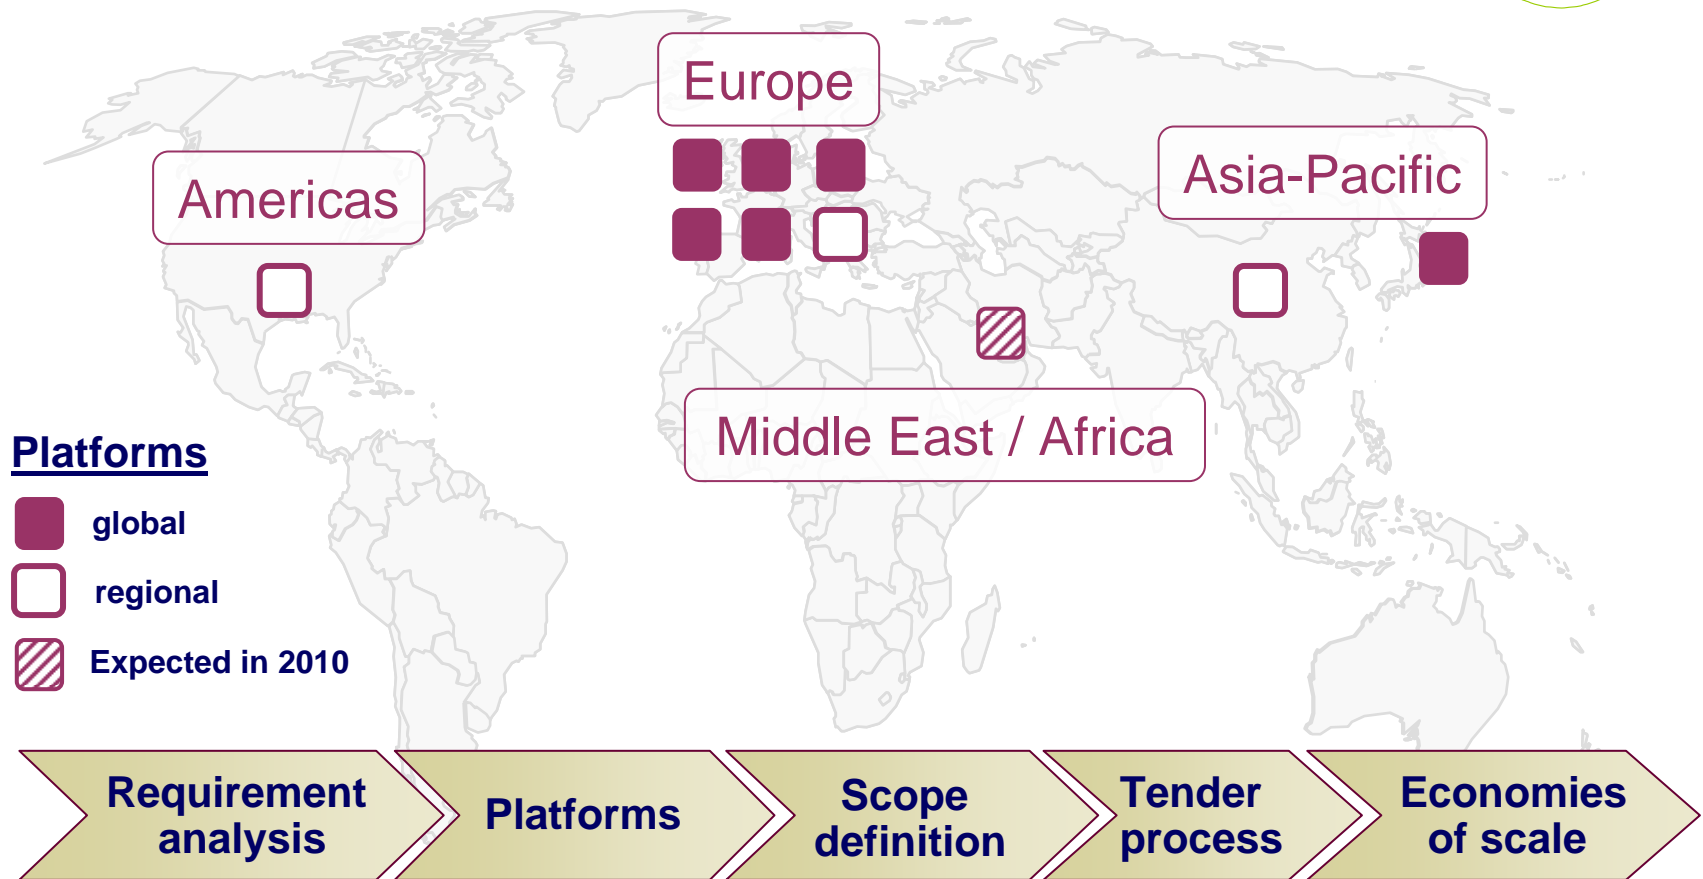 Europe
Americas
Asia-Pacific
Middle East / Africa
Platforms
global
regional
Expected in 2010
Requirement
analysis
Platforms
Scope
definition
Tender
process
Economies
of scale